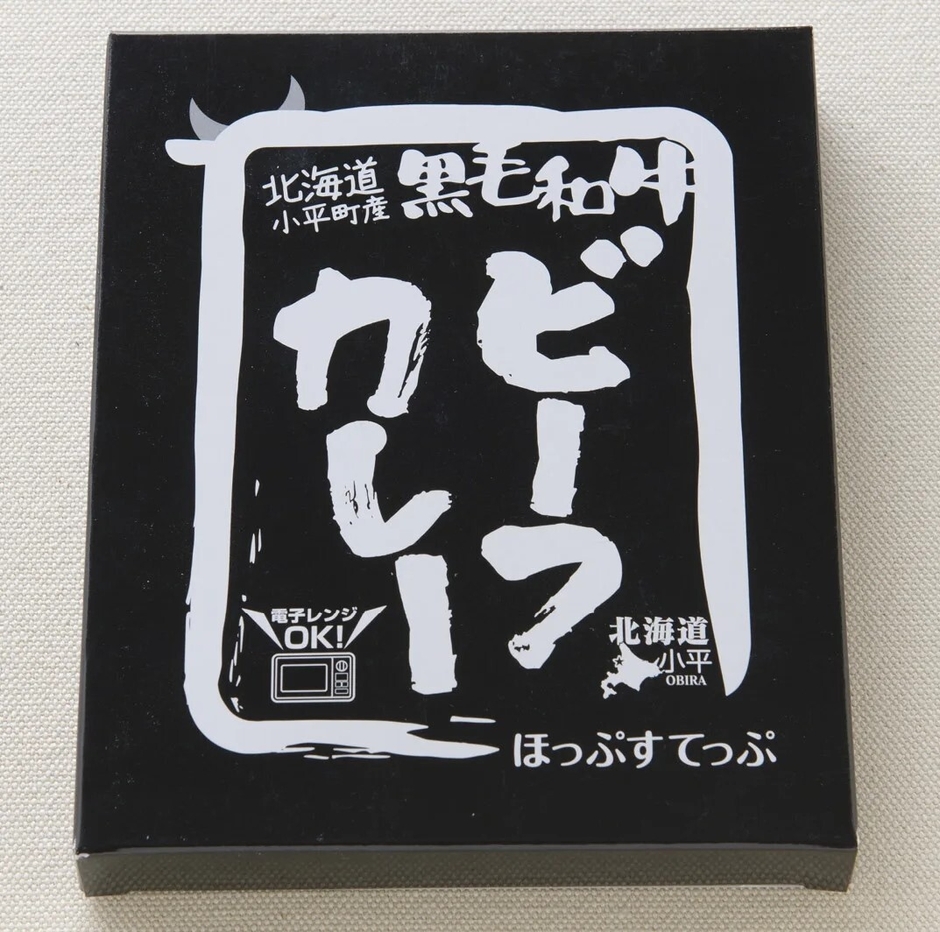 北海道
小平町産
黒毛和牛
ビーフ
カレー
電子レンジ
OK!
北海道
小平
OBIRA
ほっぷすてっぷ